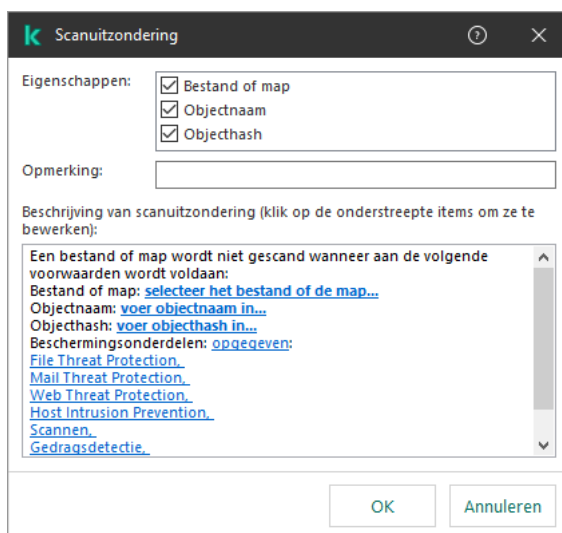 Scanuitzondering
Eigenschappen:
Bestand of map
Objectnaam
Objecthash
Opmerking:
Beschrijving van scanuitzondering (klik op de onderstreepte items om ze te
bewerken):
Een bestand of map wordt niet gescand wanneer aan de volgende
voorwaarden wordt voldaan:
Bestand of map: selecteer het bestand of de map...
Objectnaam: voer objectnaam in...
Objecthash: voer objecthash in...
Beschermingsonderdelen: opgegeven:
File Threat Protection,
Mail Threat Protection,
Web Threat Protection,
Host Intrusion Prevention,
Scannen,
Gedragsdetectie,
OK Annuleren